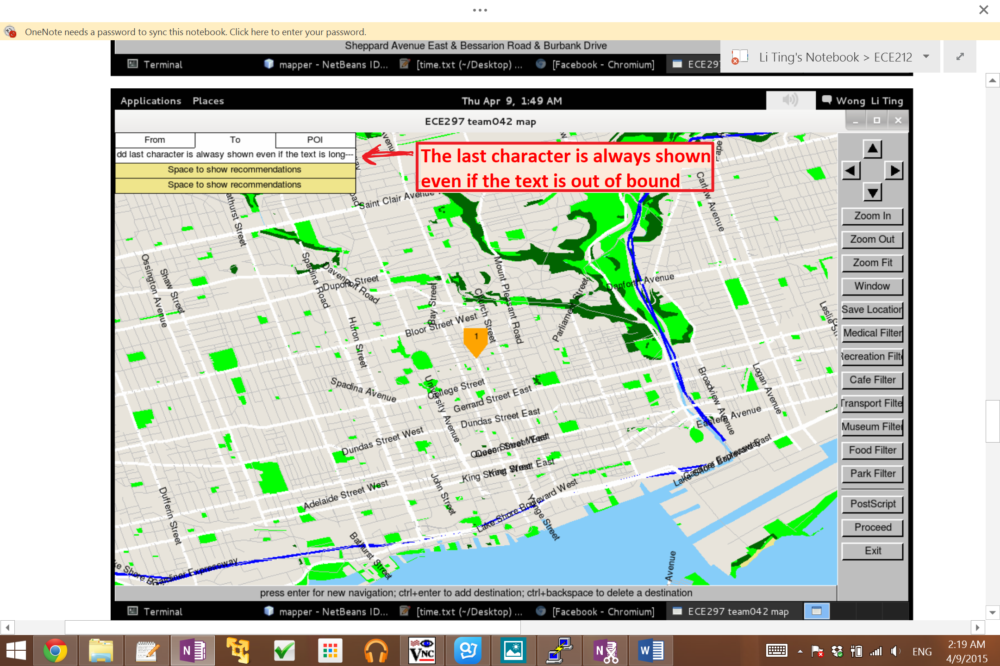 OneNote needs a password to sync this notebook. Click here to enter your password.
Sheppard Avenue East & Bessarion Road & Burbank Drive
Li Ting's Notebook > ECE212
Terminal
mapper - NetBeans ID...
[time.txt (~/Desktop) ...
[Facebook - Chromium]
ECE297
Applications Places
Thu Apr 9, 1:49 AM
Wong Li Ting
ECE297 team042 map
From
To
POI
dd last character is alwasy shown even if the text is long---
Space to show recommendations
Space to show recommendations
The last character is always shown
even if the text is out of bound
Saint Clair Avenue
Carlaw Avenue
athurst Street
Ossington Avenue
Shaw Street
Spadina Road
Davenport Road
Dupont Street
Bay Street
Church Street
Mount Pleasant Road
Parliament Street
Danforth Avenue
Bloor Street West
Huron Street
1
Spadina Avenue
University Avenue
College Street
Gerrard Street East
Dundas Street East
Dundas Street West
Queen Street West
Queen Street East
King Street West
King Street East
Adelaide Street West
John Street
Dufferin Street
Lake Shore Boulevard West
Yonge Street
Bathurst Street
Gardiner Expressway
Broadview Avenue
Logan Avenue
Eastern Avenue
Lake Shore Boulevard East
Gardiner Expressway
Avenue
Zoom In
Zoom Out
Zoom Fit
Window
Save Location
Medical Filter
Recreation Filt
Cafe Filter
Transport Filte
Museum Filter
Food Filter
Park Filter
PostScript
Proceed
Exit
press enter for new navigation; ctrl+enter to add destination; ctrl+backspace to delete a destination
Terminal
mapper - NetBeans ID...
[time.txt (~/Desktop) ...
[Facebook - Chromium]
ECE297 team042 map
N
VNC
N
W
ENG
2:19 AM
4/9/2015